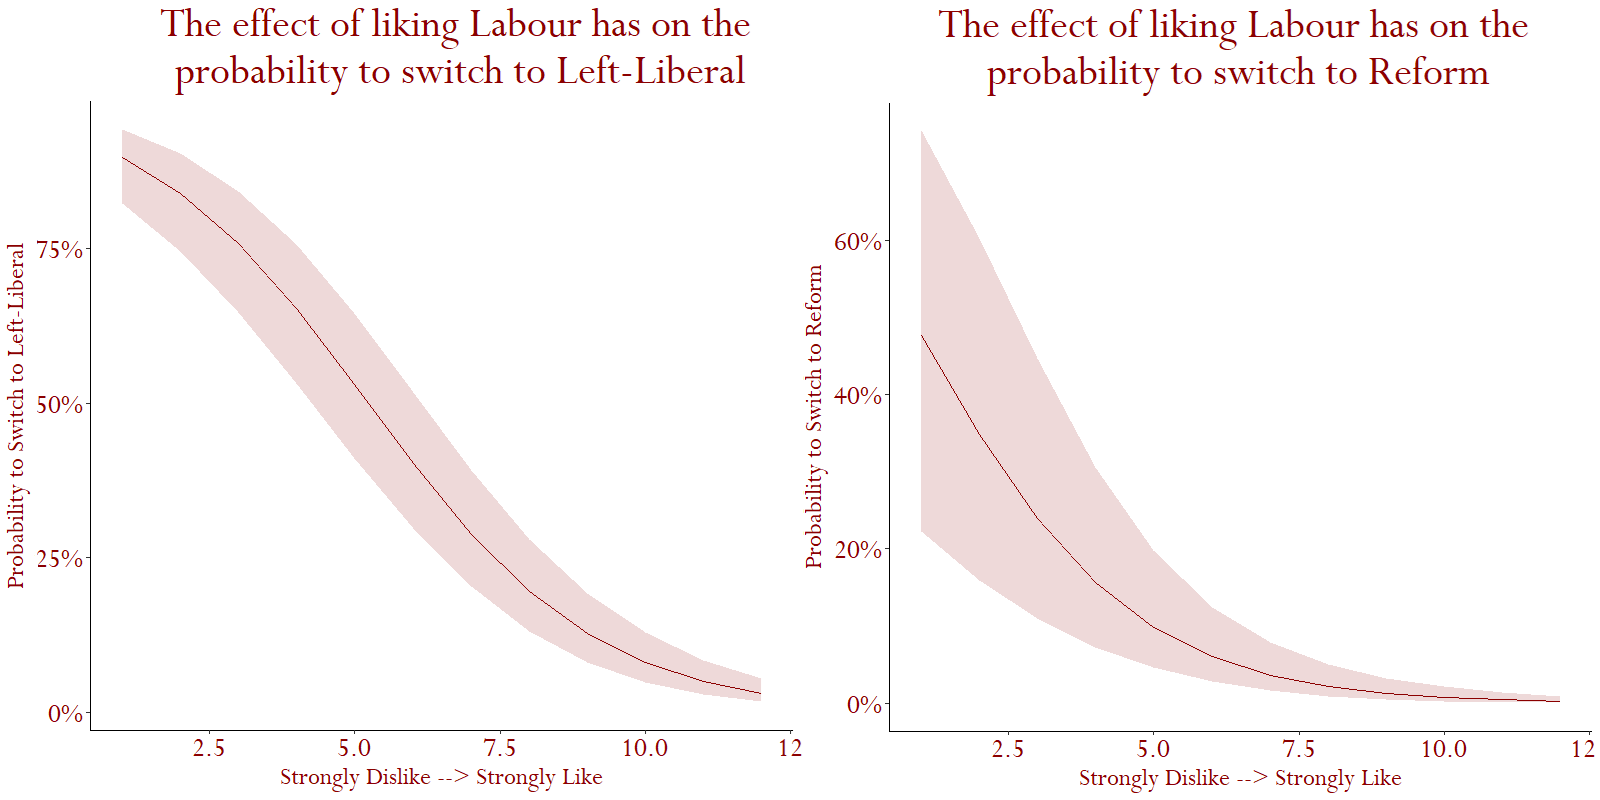 The effect of liking Labour has on the
probability to switch to Left-Liberal
Probability to Switch to Left-Liberal
75%
50%
25%
0%
2.5
5.0
7.5
10.0
12
Strongly Dislike --> Strongly Like
The effect of liking Labour has on the
probability to switch to Reform
Probability to Switch to Reform
60%
40%
20%
0%
2.5
5.0
7.5
10.0
12
Strongly Dislike --> Strongly Like